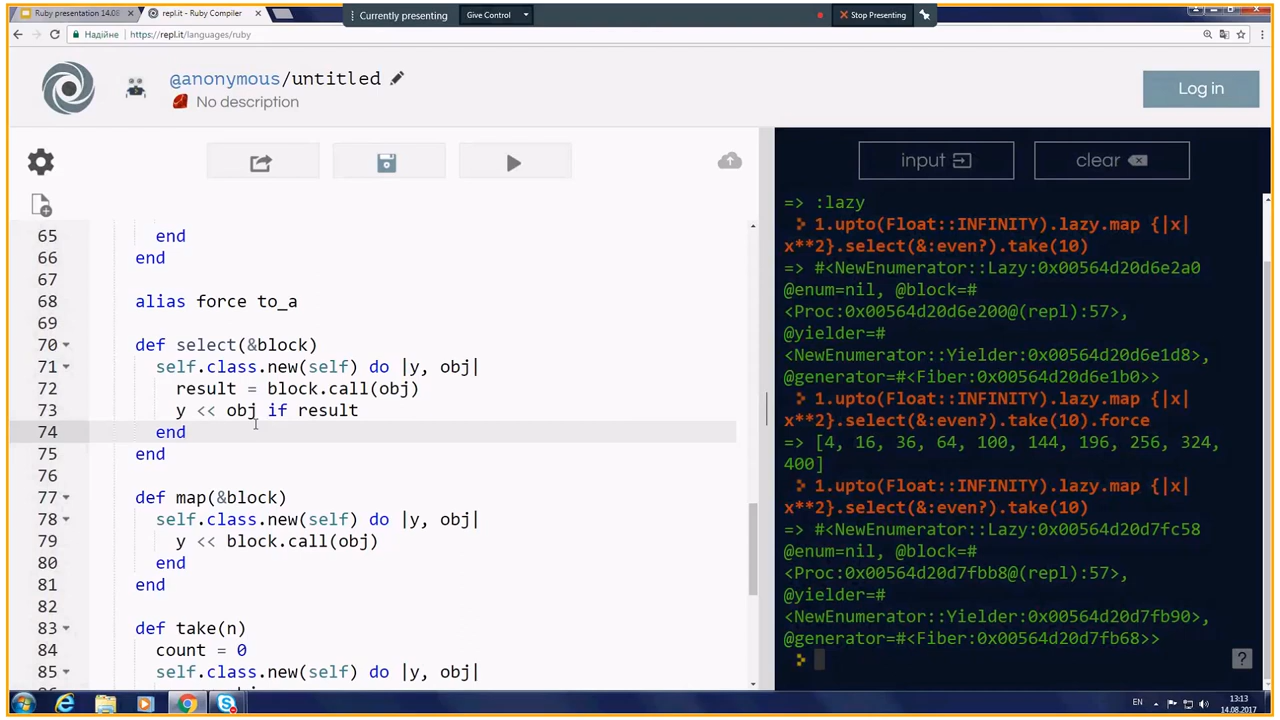 Ruby presentation 14.08
repl.it - Ruby Compiler
Currently presenting
Give Control
Stop Presenting
Надійне
https://repl.it/languages/ruby
@anonymous/untitled
No description
Log in
input
clear
65 end
66 end
67
68 alias force to_a
69
70 def select(&block)
71 self.class.new(self) do |y, obj|
72 result = block.call(obj)
73 y << obj if result
74 end
75 end
76
77 def map(&block)
78 self.class.new(self) do |y, obj|
79 y << block.call(obj)
80 end
81 end
82
83 def take(n)
84 count = 0
85 self.class.new(self) do |y, obj|
=> :lazy
1.upto(Float::INFINITY).lazy.map {|x|
x**2}.select(&:even?).take(10)
=> #<NewEnumerator::Lazy:0x00564d20d6e2a0
@enum=nil, @block=#
<Proc:0x00564d20d6e200@(repl):57>,
@yielder=#
<NewEnumerator::Yielder:0x00564d20d6e1d8>,
@generator=#<Fiber:0x00564d20d6e1b0>>
1.upto(Float::INFINITY).lazy.map {|x|
x**2}.select(&:even?).take(10).force
=> [4, 16, 36, 64, 100, 144, 196, 256, 324,
400]
1.upto(Float::INFINITY).lazy.map {|x|
x**2}.select(&:even?).take(10)
=> #<NewEnumerator::Lazy:0x00564d20d7fc58
@enum=nil, @block=#
<Proc:0x00564d20d7fbb8@(repl):57>,
@yielder=#
<NewEnumerator::Yielder:0x00564d20d7fb90>,
@generator=#<Fiber:0x00564d20d7fb68>>
?
EN
13:13
14.08.2017